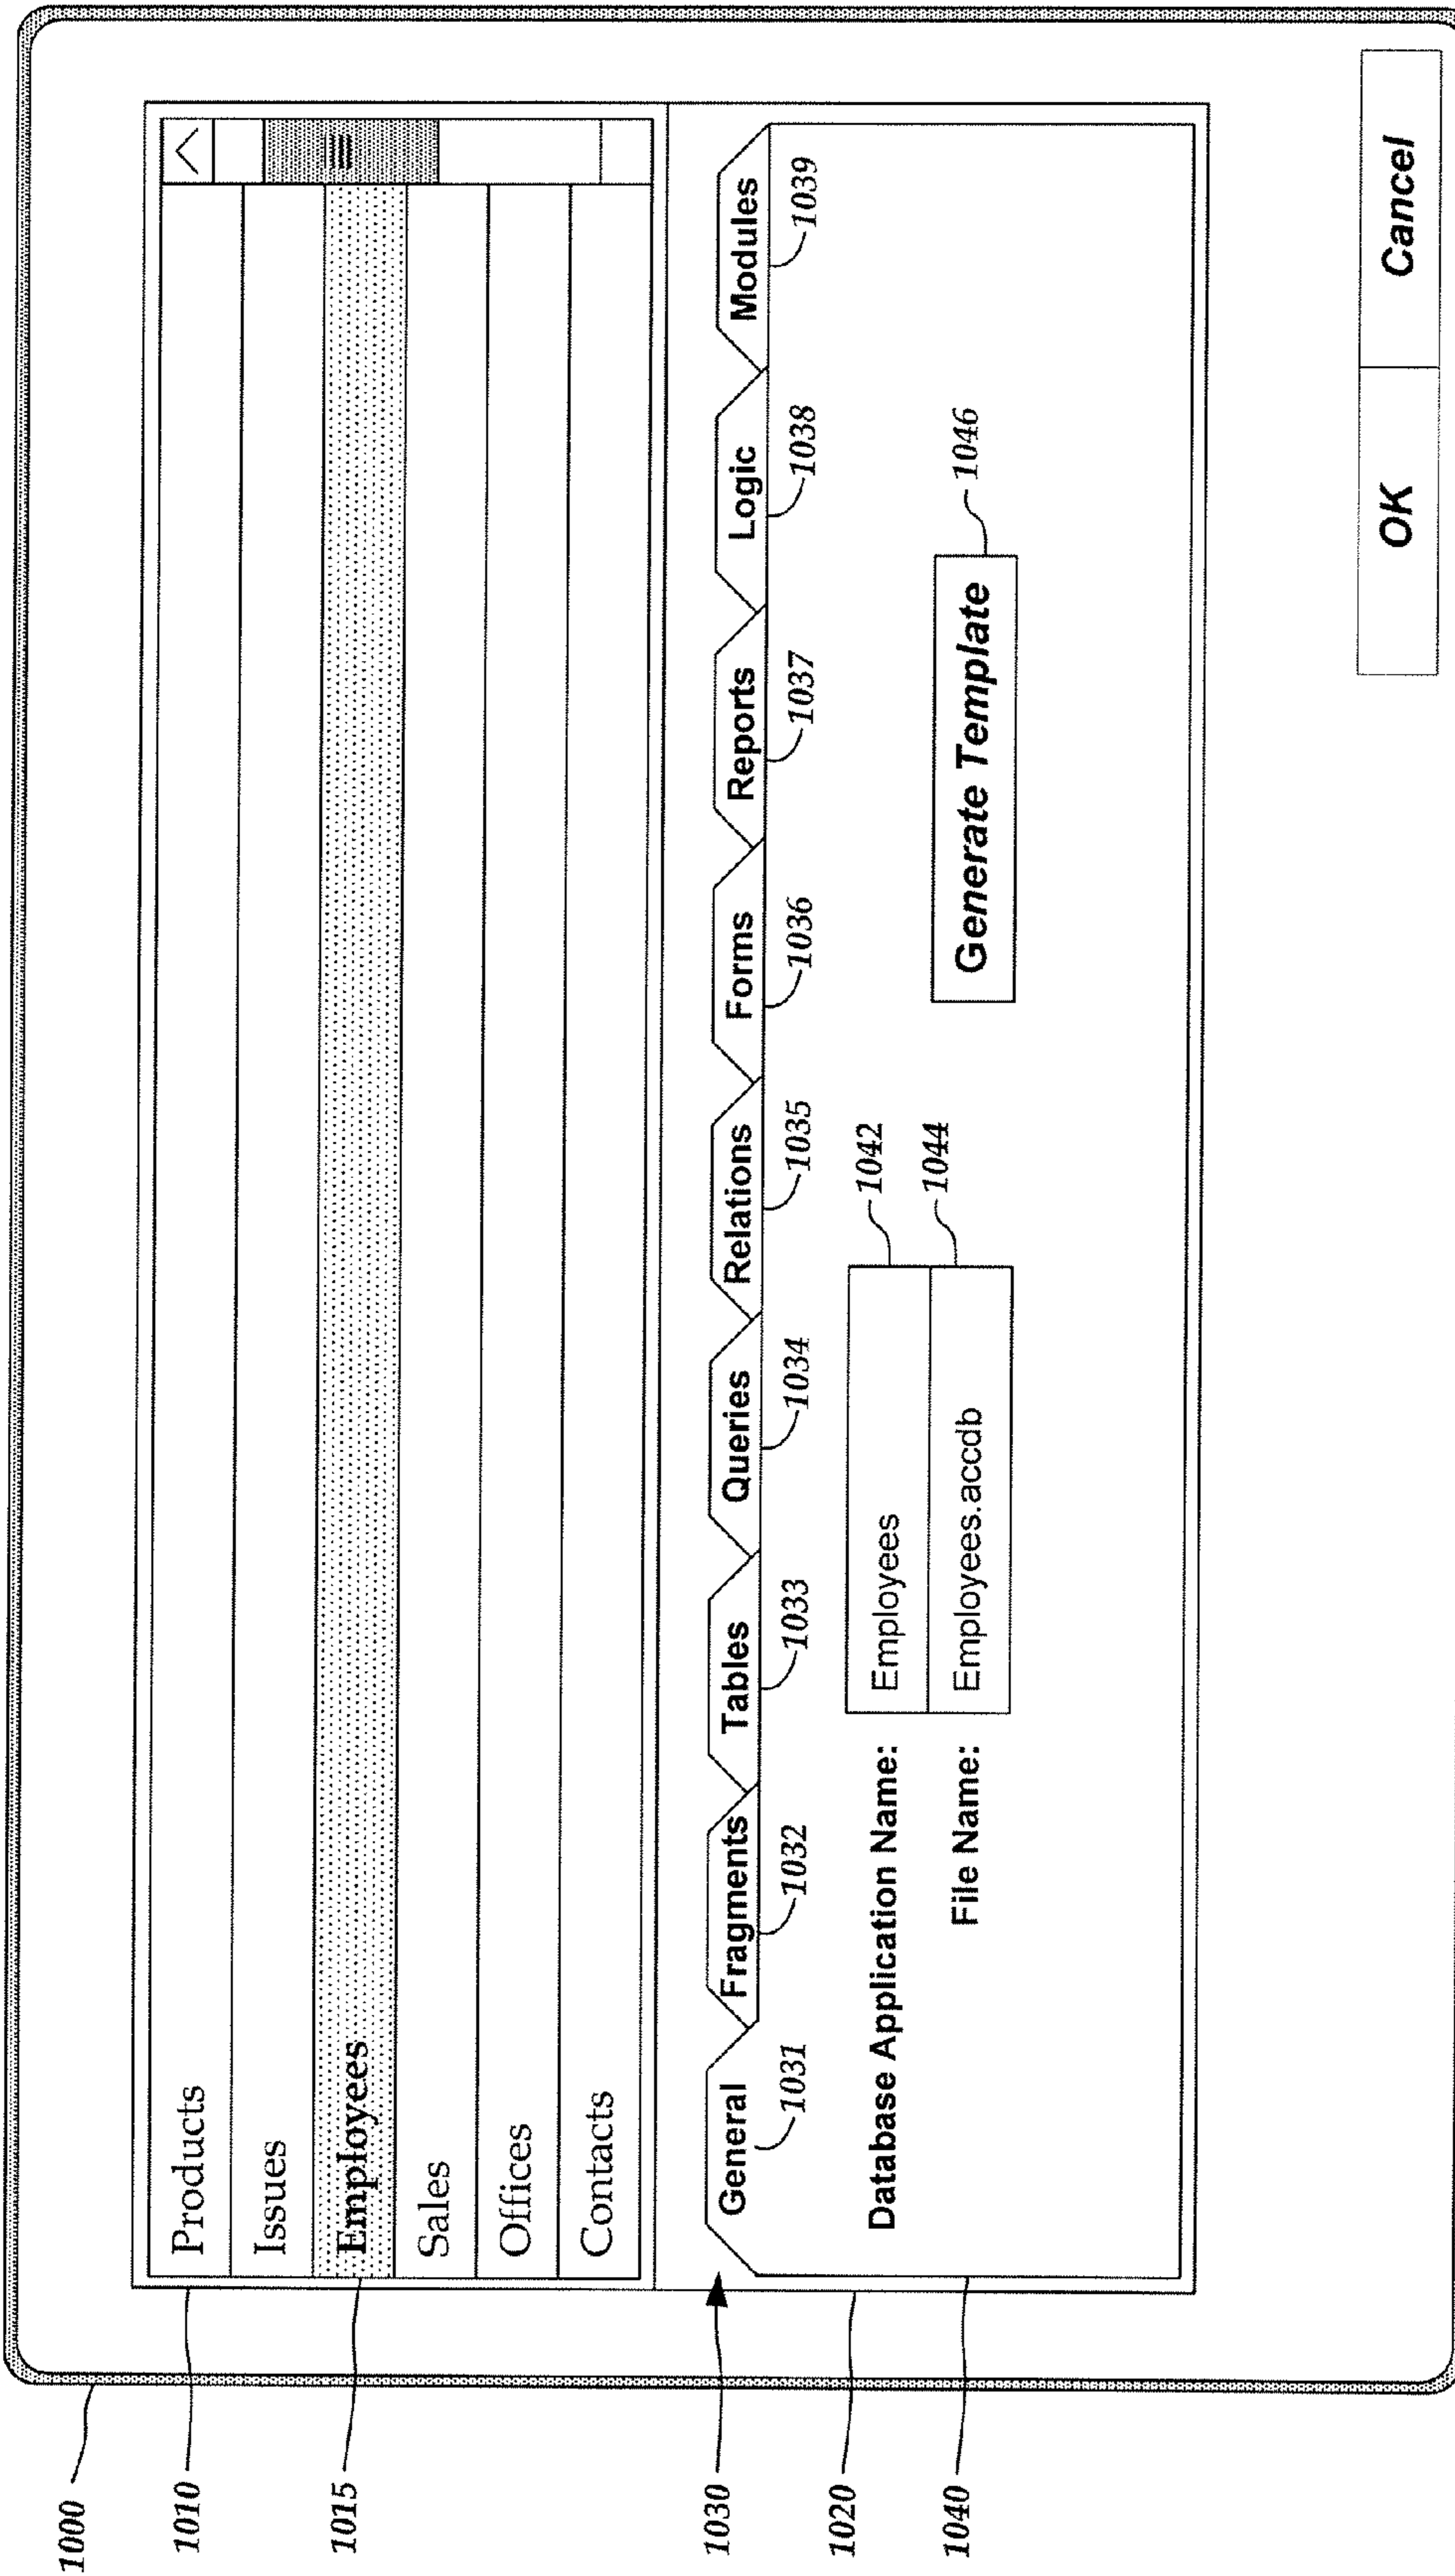 1000
1010
Products
Issues
1015
Employees
Sales
Offices
Contacts
1030
General Fragments Tables Queries Relations Forms Reports Logic Modules
1031 1032 1033 1034 1035 1036 1037 1038 1039
1020
Database Application Name: Employees 1042
File Name: Employees.accdb 1044
Generate Template 1046
1040
OK Cancel